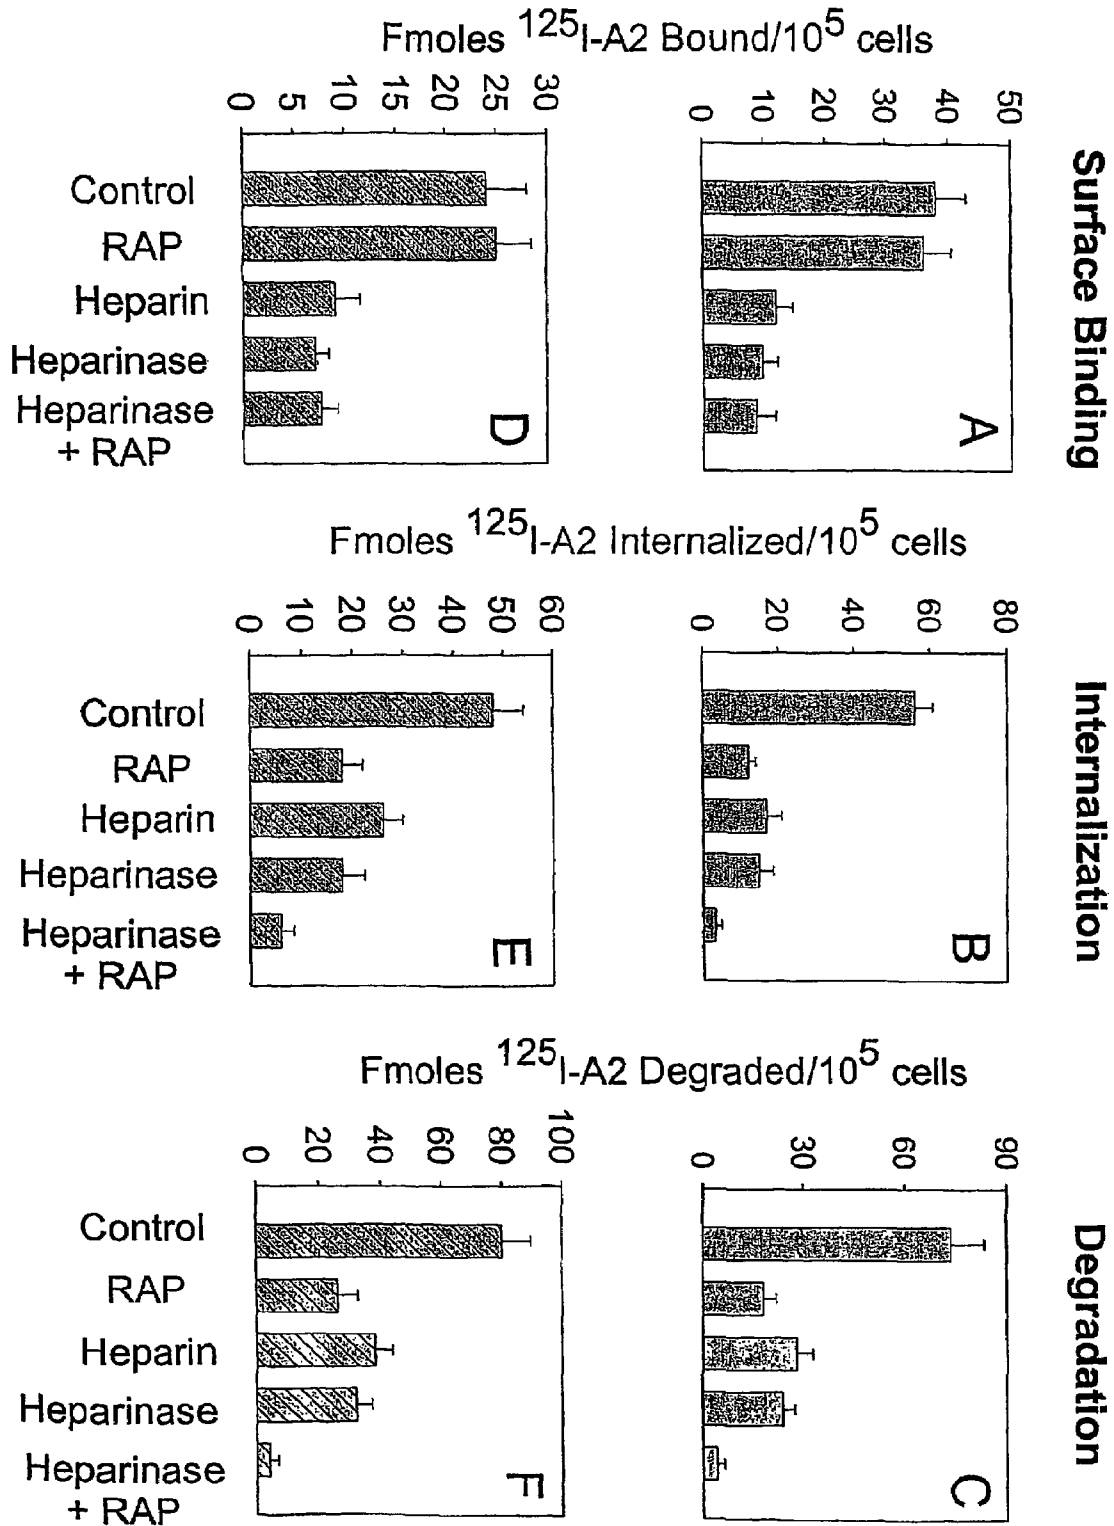 Surface Binding
Internalization
Degradation
Fmoles 125I-A2 Bound/10^5 cells
50
40
30
20
10
0
A
30
25
20
15
10
5
0
D
Control
RAP
Heparin
Heparinase
Heparinase
+ RAP
Fmoles 125I-A2 Internalized/10^5 cells
80
60
40
20
0
B
60
50
40
30
20
10
0
E
Control
RAP
Heparin
Heparinase
Heparinase
+ RAP
Fmoles 125I-A2 Degraded/10^5 cells
90
60
30
0
C
100
80
60
40
20
0
F
Control
RAP
Heparin
Heparinase
Heparinase
+ RAP